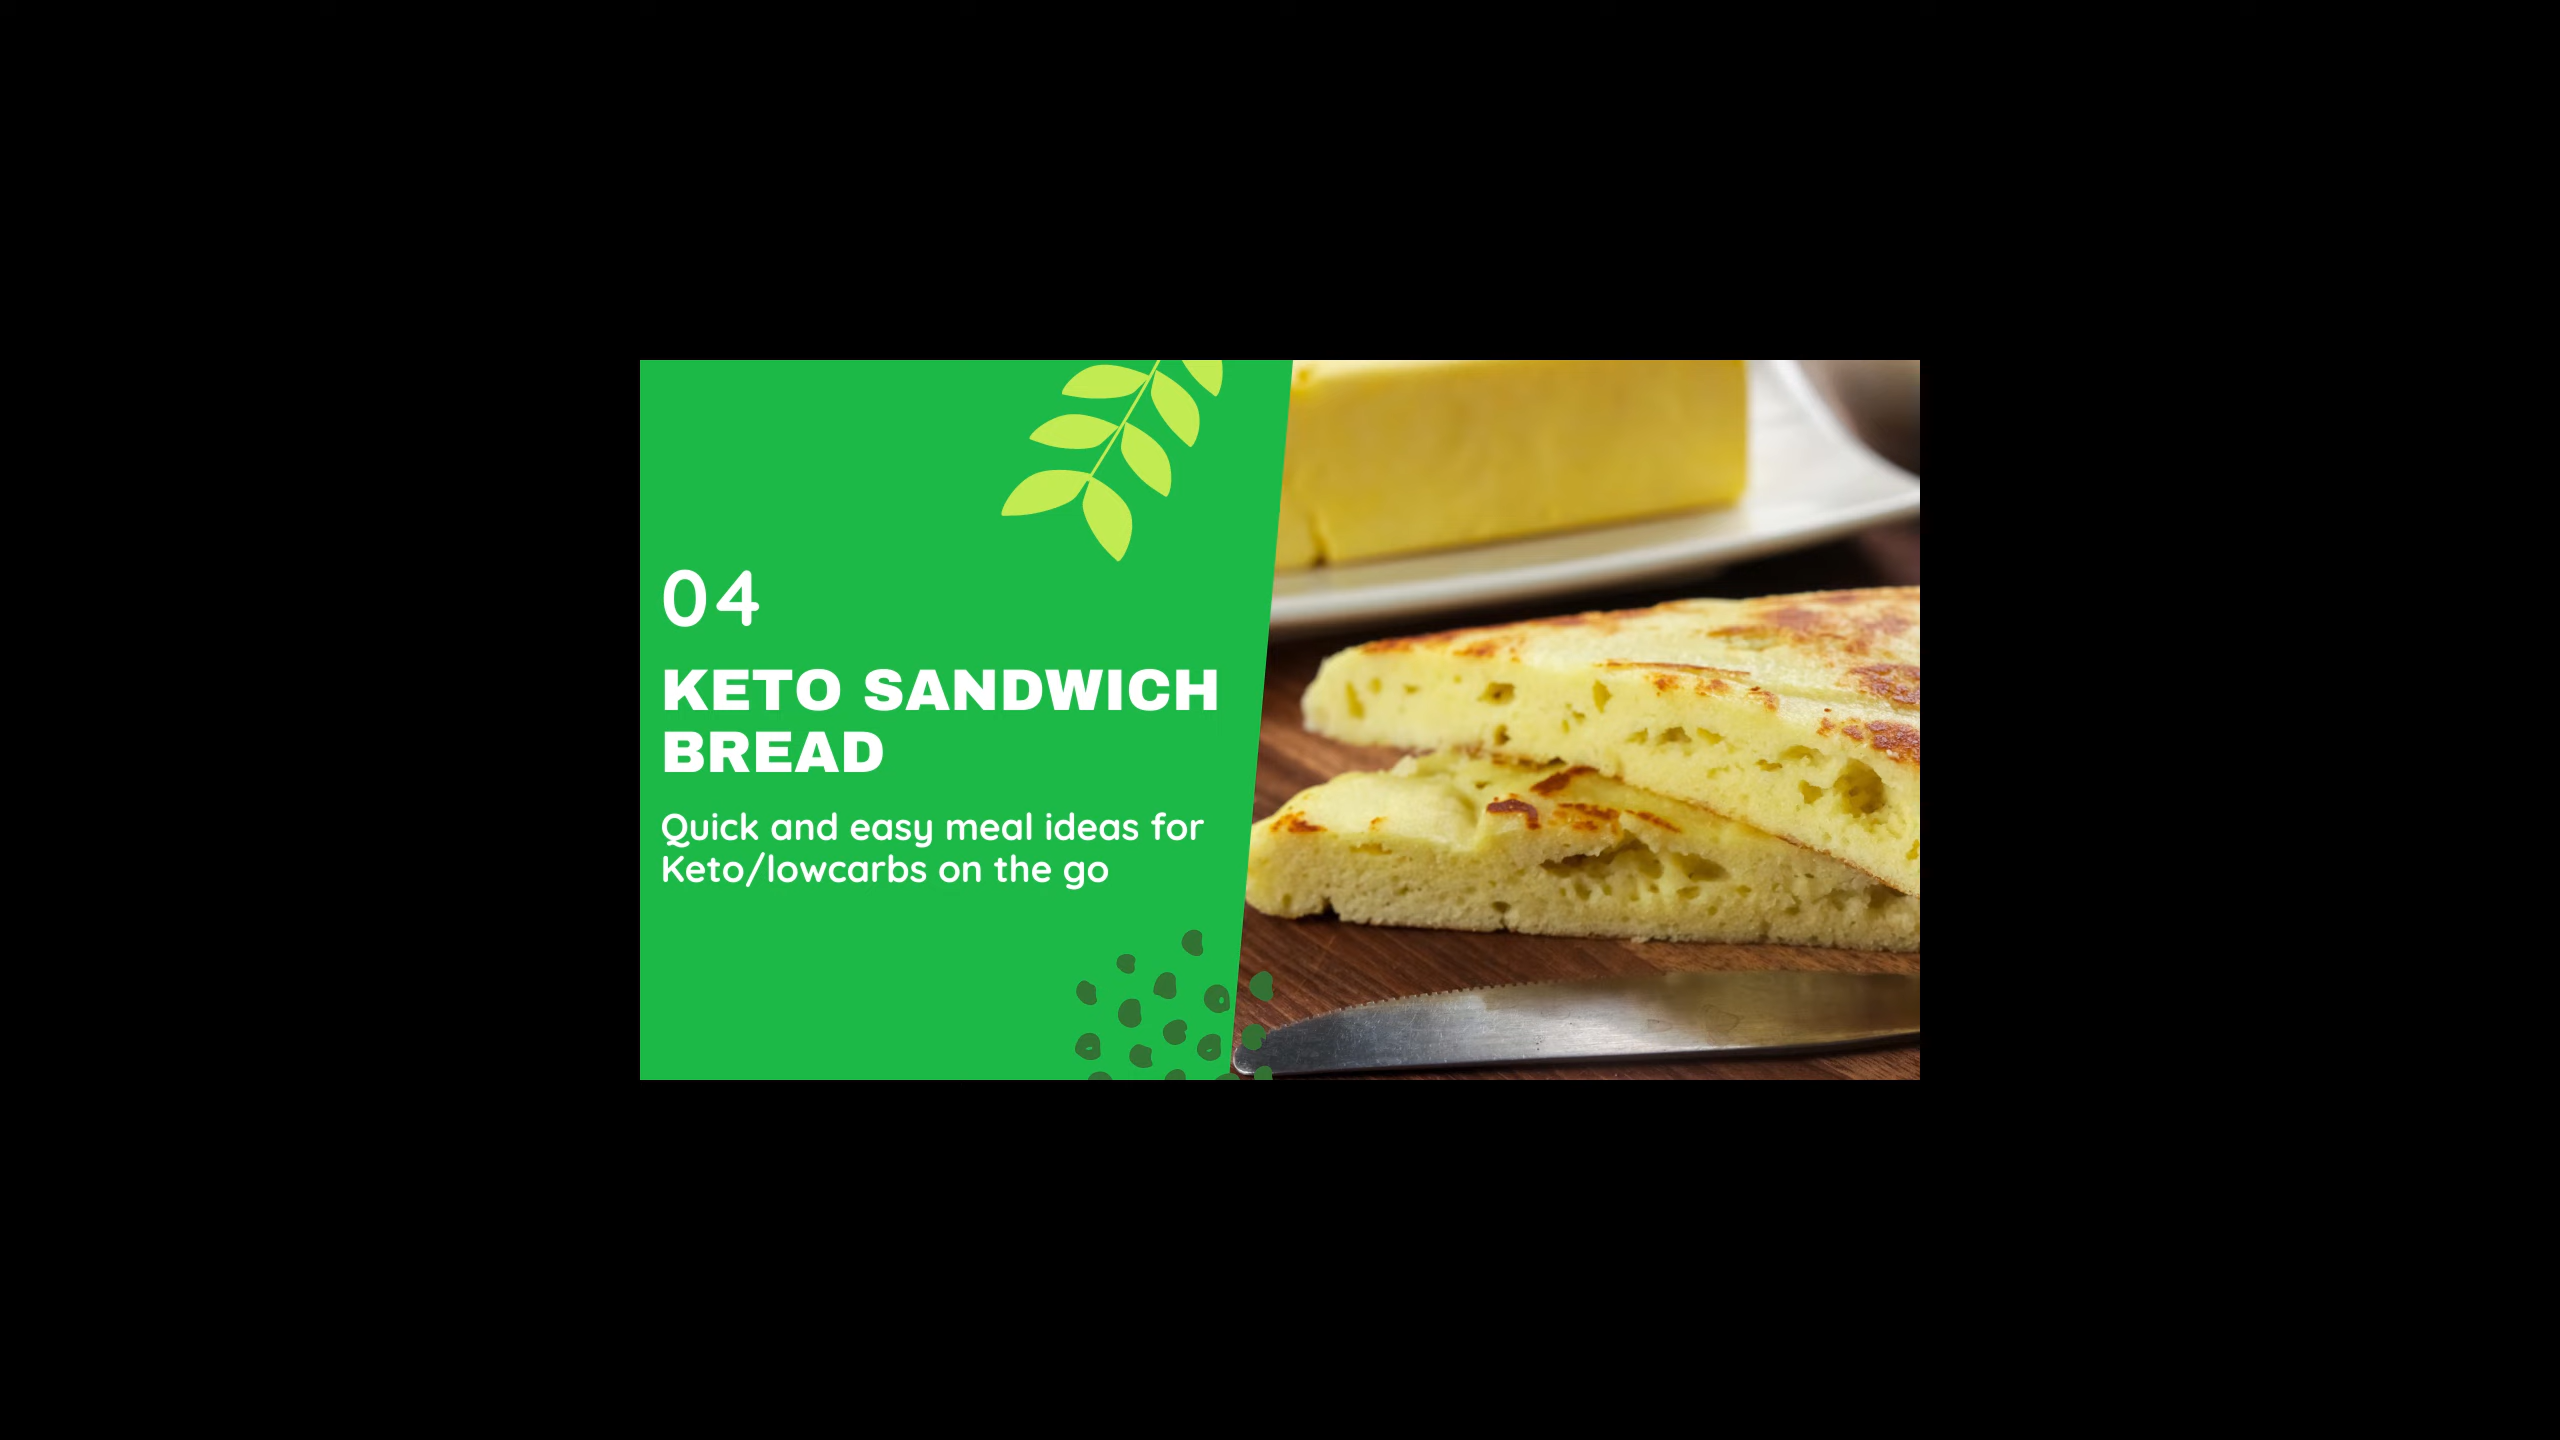 04
KETO SANDWICH
BREAD
Quick and easy meal ideas for
Keto/lowcarbs on the go